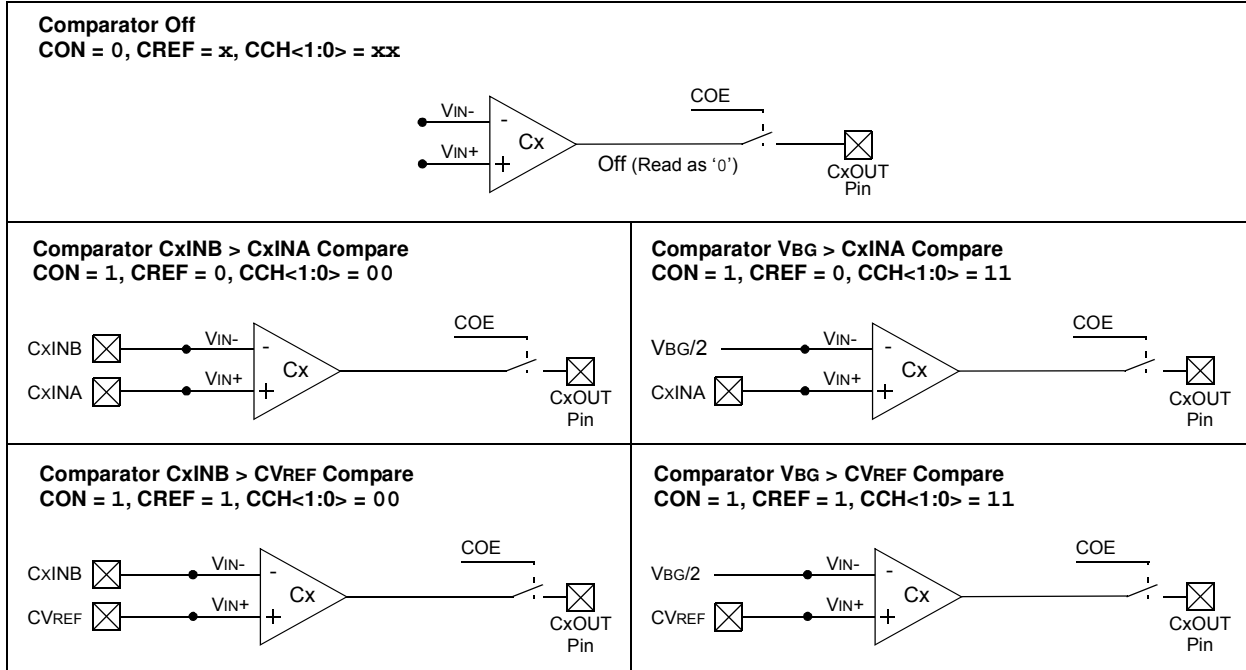 Comparator Off
CON = 0, CREF = x, CCH<1:0> = xx
COE
VIN-
-
Cx
VIN+
+
Off (Read as ‘0’)
CxOUT
Pin
Comparator CxINB > CxINA Compare
CON = 1, CREF = 0, CCH<1:0> = 00
COE
CxINB
VIN-
-
Cx
CxINA
VIN+
+
CxOUT
Pin
Comparator VBG > CxINA Compare
CON = 1, CREF = 0, CCH<1:0> = 11
COE
VBG/2
VIN-
-
Cx
CxINA
VIN+
+
CxOUT
Pin
Comparator CxINB > CVREF Compare
CON = 1, CREF = 1, CCH<1:0> = 00
COE
CxINB
VIN-
-
Cx
CVREF
VIN+
+
CxOUT
Pin
Comparator VBG > CVREF Compare
CON = 1, CREF = 1, CCH<1:0> = 11
COE
VBG/2
VIN-
-
Cx
CVREF
VIN+
+
CxOUT
Pin